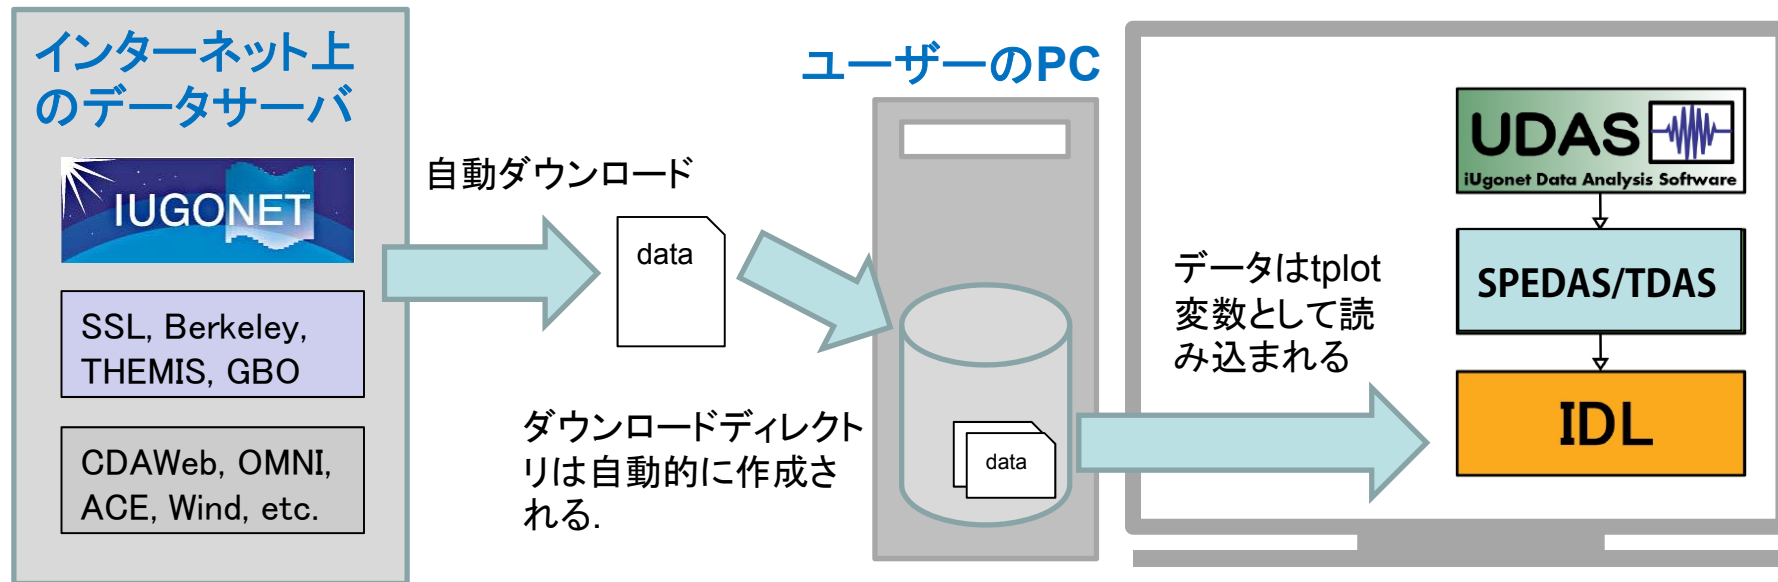 インターネット上
のデータサーバ
IUGONET
SSL, Berkeley,
THEMIS, GBO
CDAWeb, OMNI,
ACE, Wind, etc.
自動ダウンロード
data
ダウンロードディレクト
リは自動的に作成さ
れる.
ユーザーのPC
data
データはtplot
変数として読
み込まれる
UDAS
iUgonet Data Analysis Software
SPEDAS/TDAS
IDL